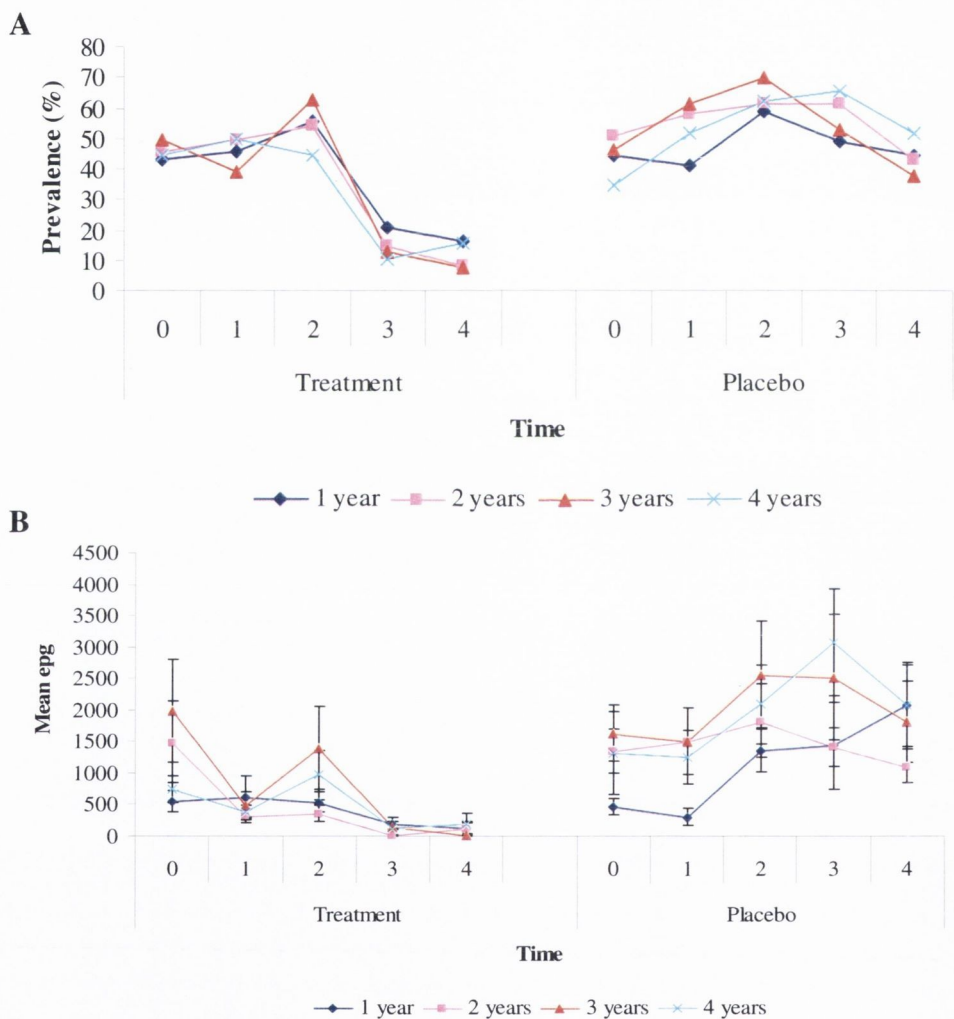 A
Prevalence (%)
80
70
60
50
40
30
20
10
0
0 1 2 3 4 0 1 2 3 4
Treatment Placebo
Time
1 year 2 years 3 years 4 years
B
Mean epg
4500
4000
3500
3000
2500
2000
1500
1000
500
0
0 1 2 3 4 0 1 2 3 4
Treatment Placebo
Time
1 year 2 years 3 years 4 years